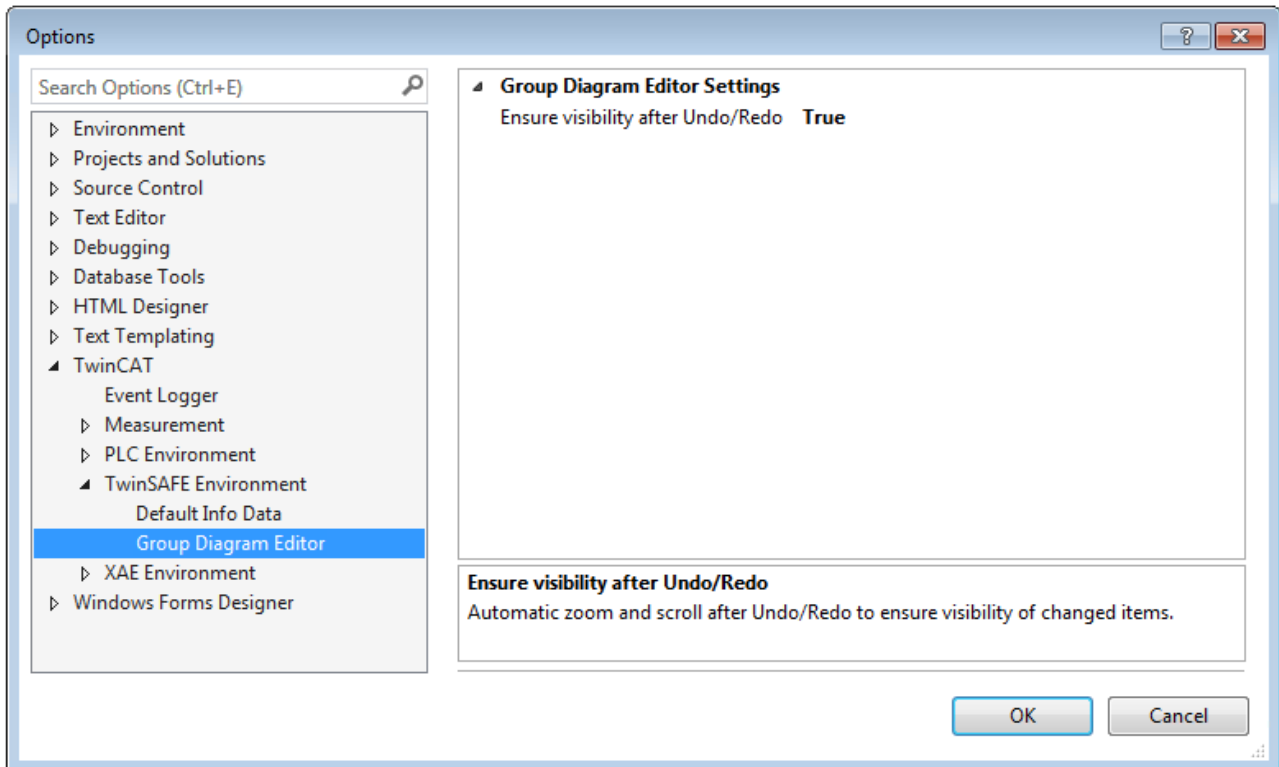 Options
Search Options (Ctrl+E)
Environment
Projects and Solutions
Source Control
Text Editor
Debugging
Database Tools
HTML Designer
Text Templating
TwinCAT
Event Logger
Measurement
PLC Environment
TwinSAFE Environment
Default Info Data
Group Diagram Editor
XAE Environment
Windows Forms Designer
Group Diagram Editor Settings
Ensure visibility after Undo/Redo True
Ensure visibility after Undo/Redo
Automatic zoom and scroll after Undo/Redo to ensure visibility of changed items.
OK
Cancel